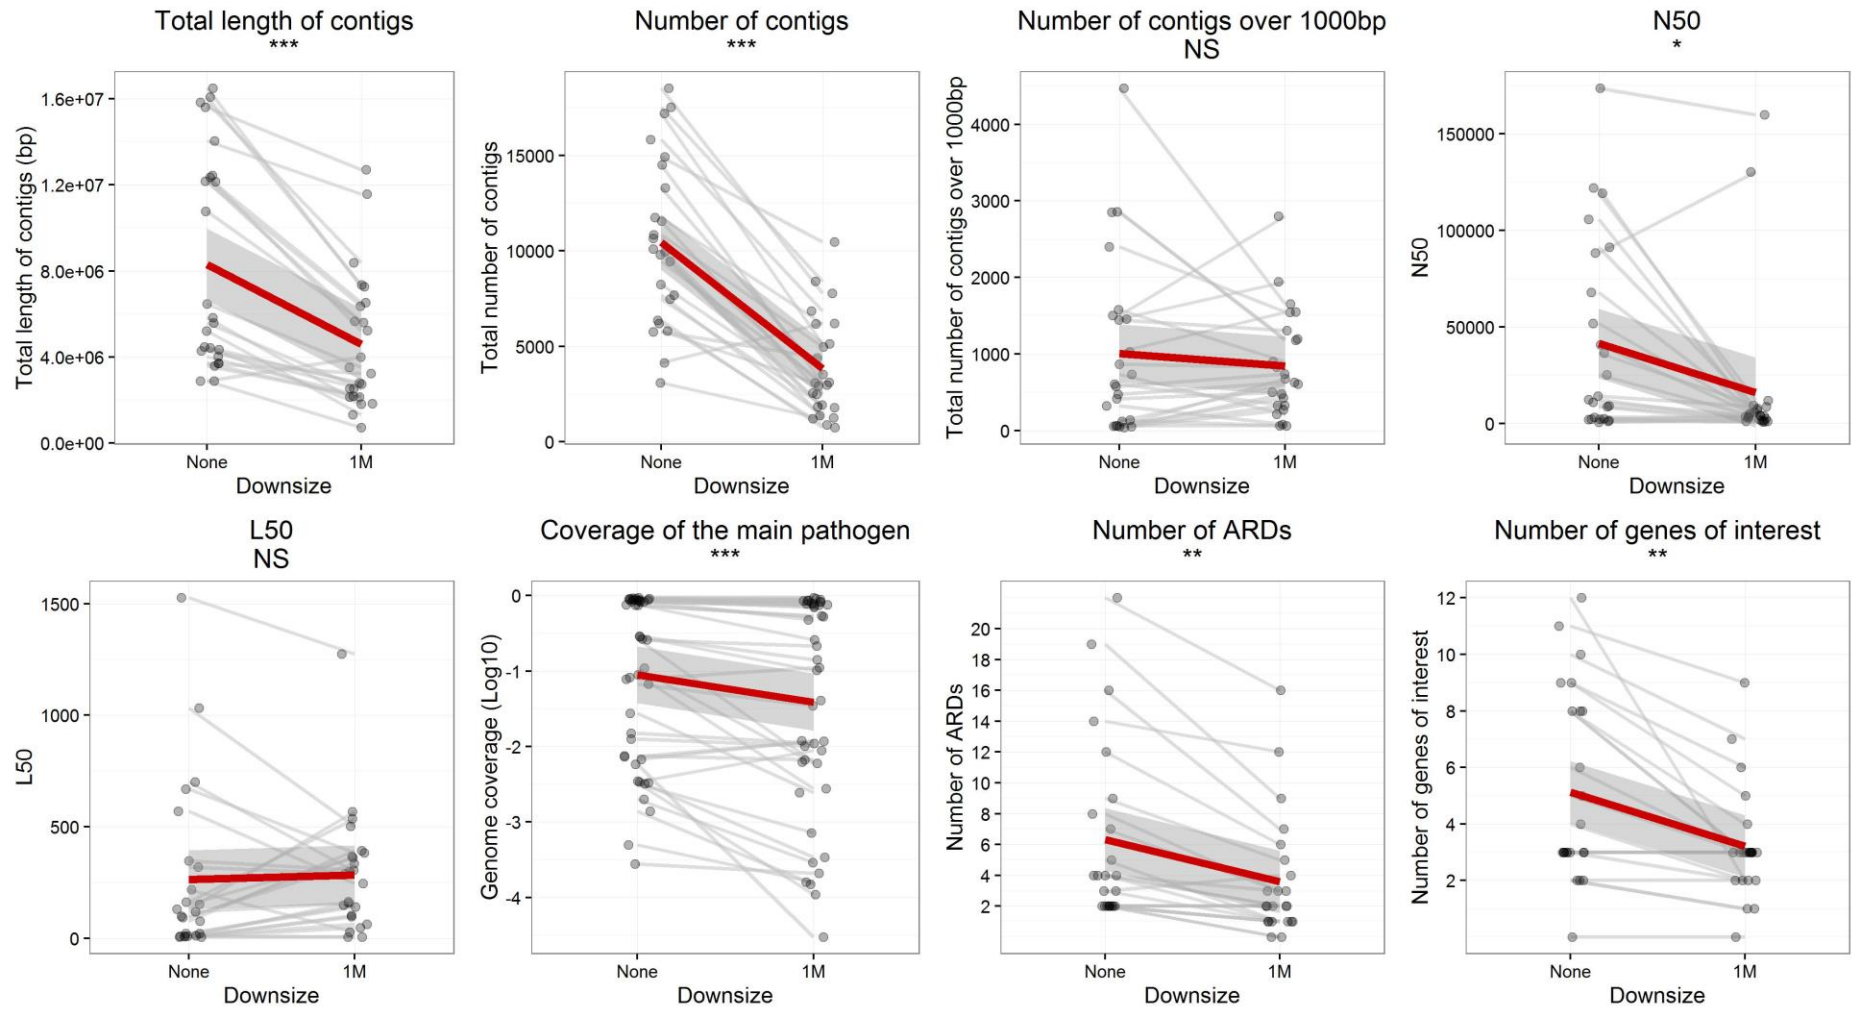 Total length of contigs
***
Total length of contigs (bp)
1.6e+07
1.2e+07
8.0e+06
4.0e+06
0.0e+00
None
1M
Downsize
Number of contigs
***
Total number of contigs
15000
10000
5000
0
None
1M
Downsize
Number of contigs over 1000bp
NS
Total number of contigs over 1000bp
4000
3000
2000
1000
0
None
1M
Downsize
N50
*
N50
150000
100000
50000
0
None
1M
Downsize
L50
NS
L50
1500
1000
500
0
None
1M
Downsize
Coverage of the main pathogen
***
Genome coverage (Log10)
0
-1
-2
-3
-4
None
1M
Downsize
Number of ARDs
**
Number of ARDs
20
18
16
14
12
10
8
6
4
2
None
1M
Downsize
Number of genes of interest
**
Number of genes of interest
12
10
8
6
4
2
None
1M
Downsize